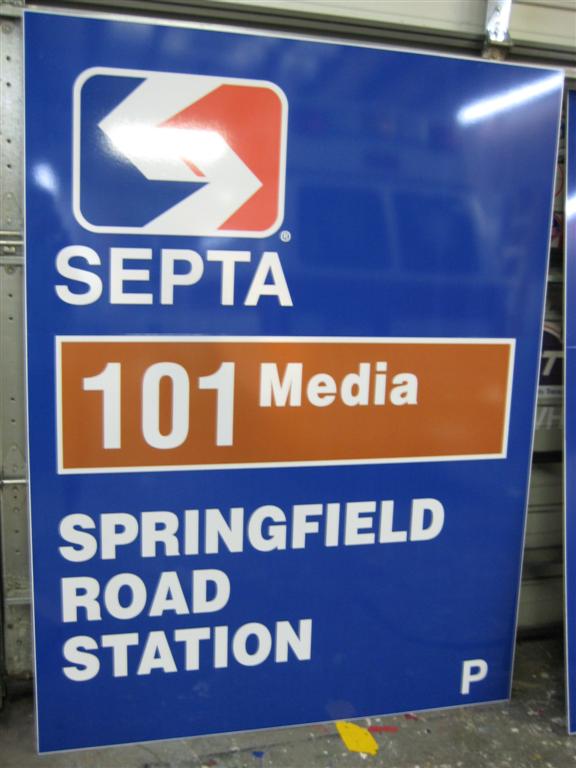 SEPTA®
101 Media
SPRINGFIELD
ROAD
STATION
P